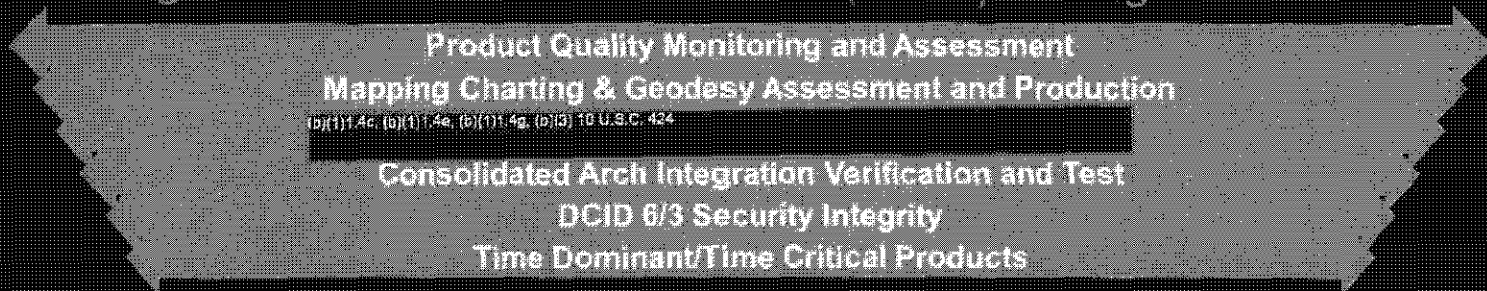 Product Quality Monitoring and Assessment
Mapping Charting & Geodesy Assessment and Production
(b)(1)1.4c, (b)(1)1.4e, (b)(1)1.4g, (b)(3) 10 U.S.C. 424
Consolidated Arch Integration Verification and Test
DCID 6/3 Security Integrity
Time Dominant/Time Critical Products